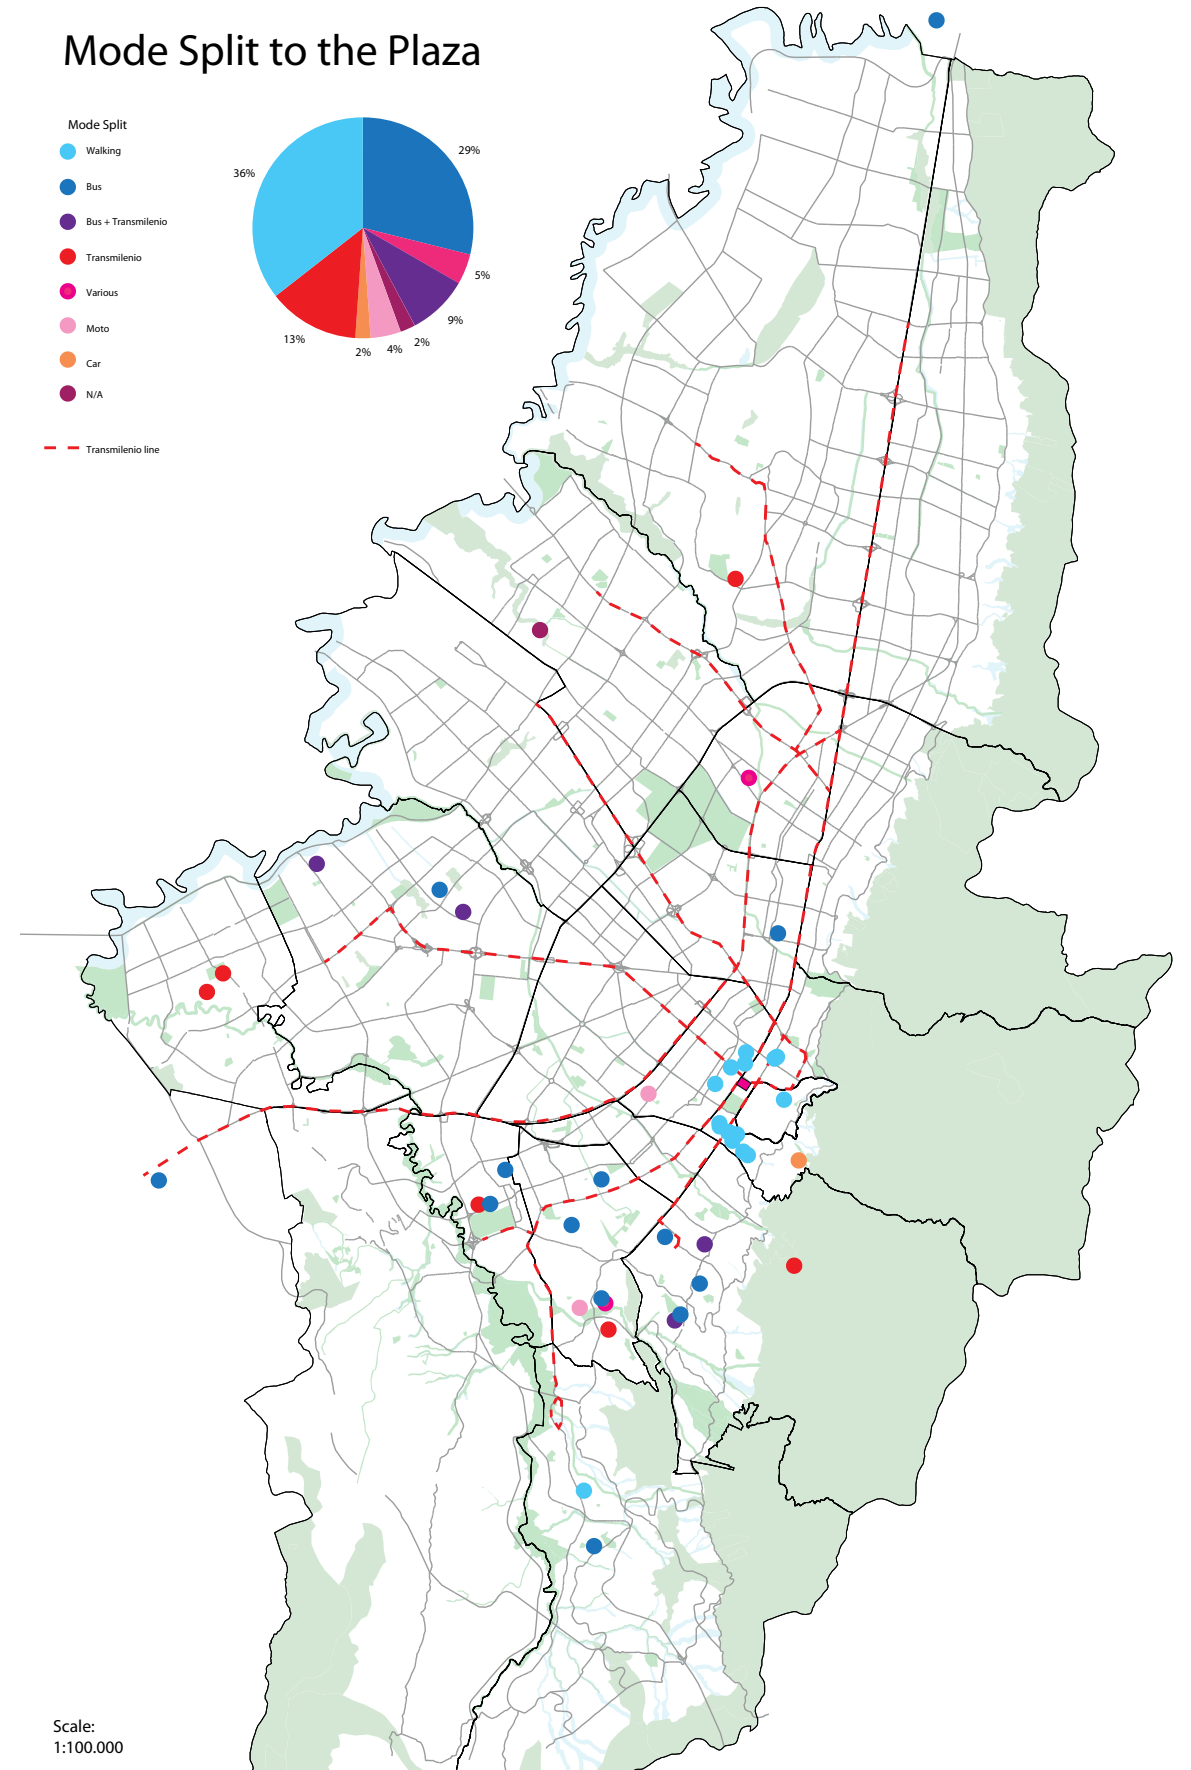 Mode Split to the Plaza
Mode Split
Walking
Bus
Bus + Transmilenio
Transmilenio
Various
Moto
Car
N/A
Transmilenio line
36%
29%
5%
9%
2%
4%
2%
13%
Scale:
1:100.000